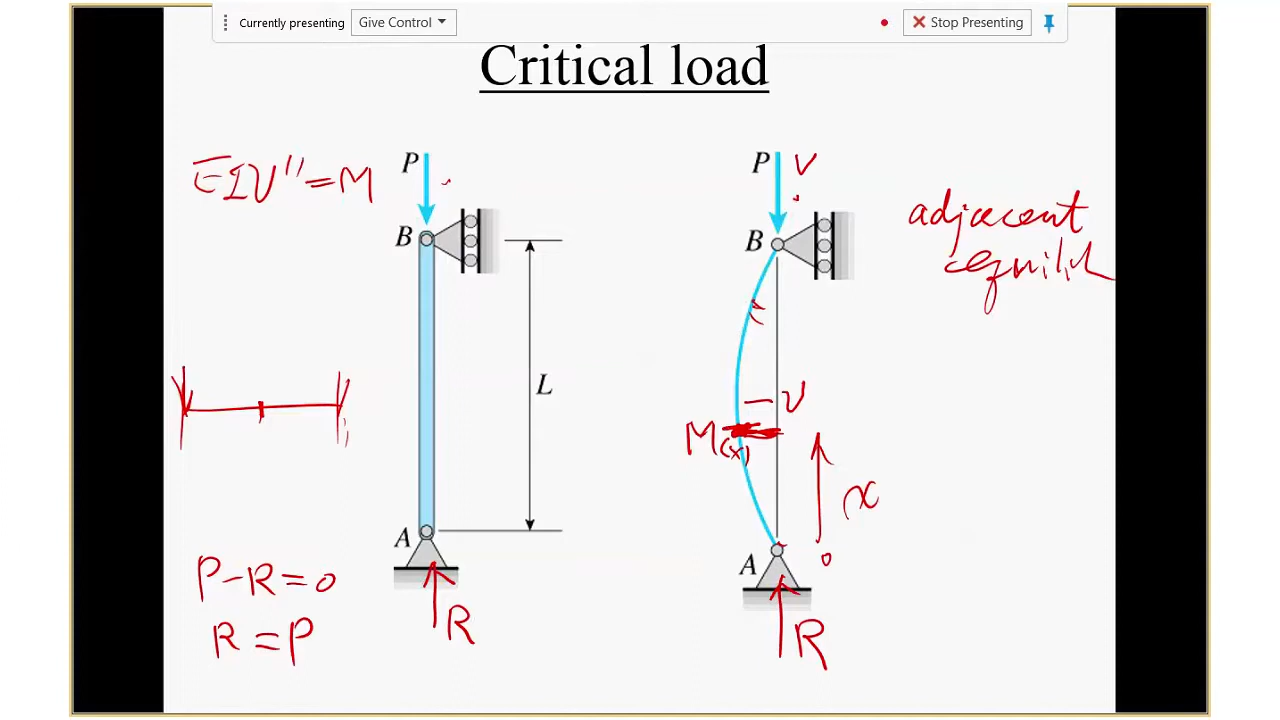 Currently presenting
Give Control
Stop Presenting
Critical load
EIV''=M
P
B
L
A
R
P-R=0
R=P
P
V
B
-V
M(x)
x
0
A
R
adjacent
equilib